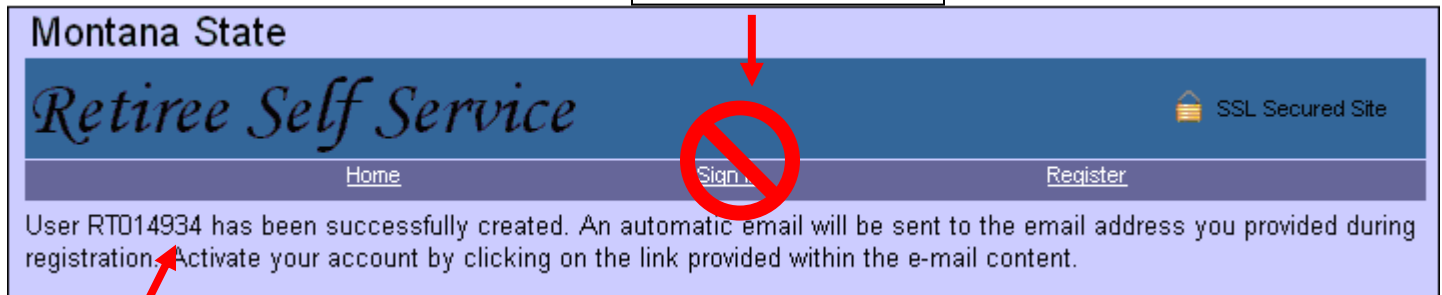 Montana State
Retiree Self Service
SSL Secured Site
Home Sign Register
User RT014934 has been successfully created. An automatic email will be sent to the email address you provided during
registration. Activate your account by clicking on the link provided within the e-mail content.